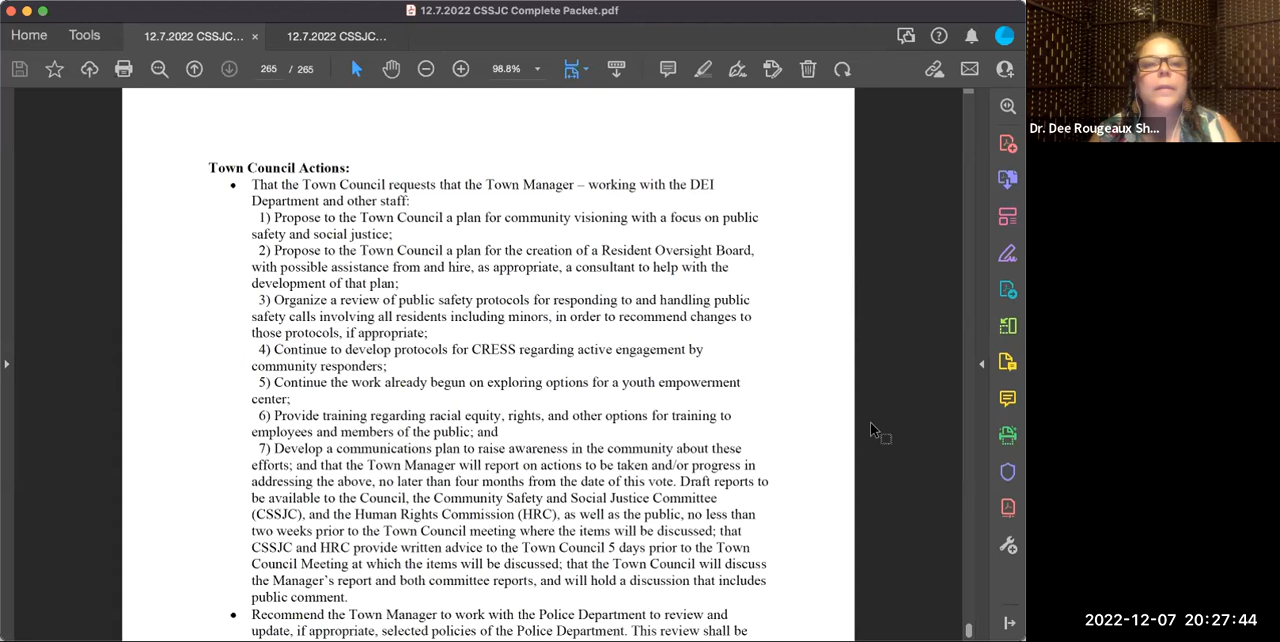 12.7.2022 CSSJC Complete Packet.pdf
Home Tools 12.7.2022 CSSJC... × 12.7.2022 CSSJC...
265 / 265 98.8%
Dr. Dee Rougeaux Sh...
Town Council Actions:
• That the Town Council requests that the Town Manager – working with the DEI
Department and other staff:
1) Propose to the Town Council a plan for community visioning with a focus on public
safety and social justice;
2) Propose to the Town Council a plan for the creation of a Resident Oversight Board,
with possible assistance from and hire, as appropriate, a consultant to help with the
development of that plan;
3) Organize a review of public safety protocols for responding to and handling public
safety calls involving all residents including minors, in order to recommend changes to
those protocols, if appropriate;
4) Continue to develop protocols for CRESS regarding active engagement by
community responders;
5) Continue the work already begun on exploring options for a youth empowerment
center;
6) Provide training regarding racial equity, rights, and other options for training to
employees and members of the public; and
7) Develop a communications plan to raise awareness in the community about these
efforts; and that the Town Manager will report on actions to be taken and/or progress in
addressing the above, no later than four months from the date of this vote. Draft reports to
be available to the Council, the Community Safety and Social Justice Committee
(CSSJC), and the Human Rights Commission (HRC), as well as the public, no less than
two weeks prior to the Town Council meeting where the items will be discussed; that
CSSJC and HRC provide written advice to the Town Council 5 days prior to the Town
Council Meeting at which the items will be discussed; that the Town Council will discuss
the Manager's report and both committee reports, and will hold a discussion that includes
public comment.
• Recommend the Town Manager to work with the Police Department to review and
update, if appropriate, selected policies of the Police Department. This review shall be
2022-12-07 20:27:44